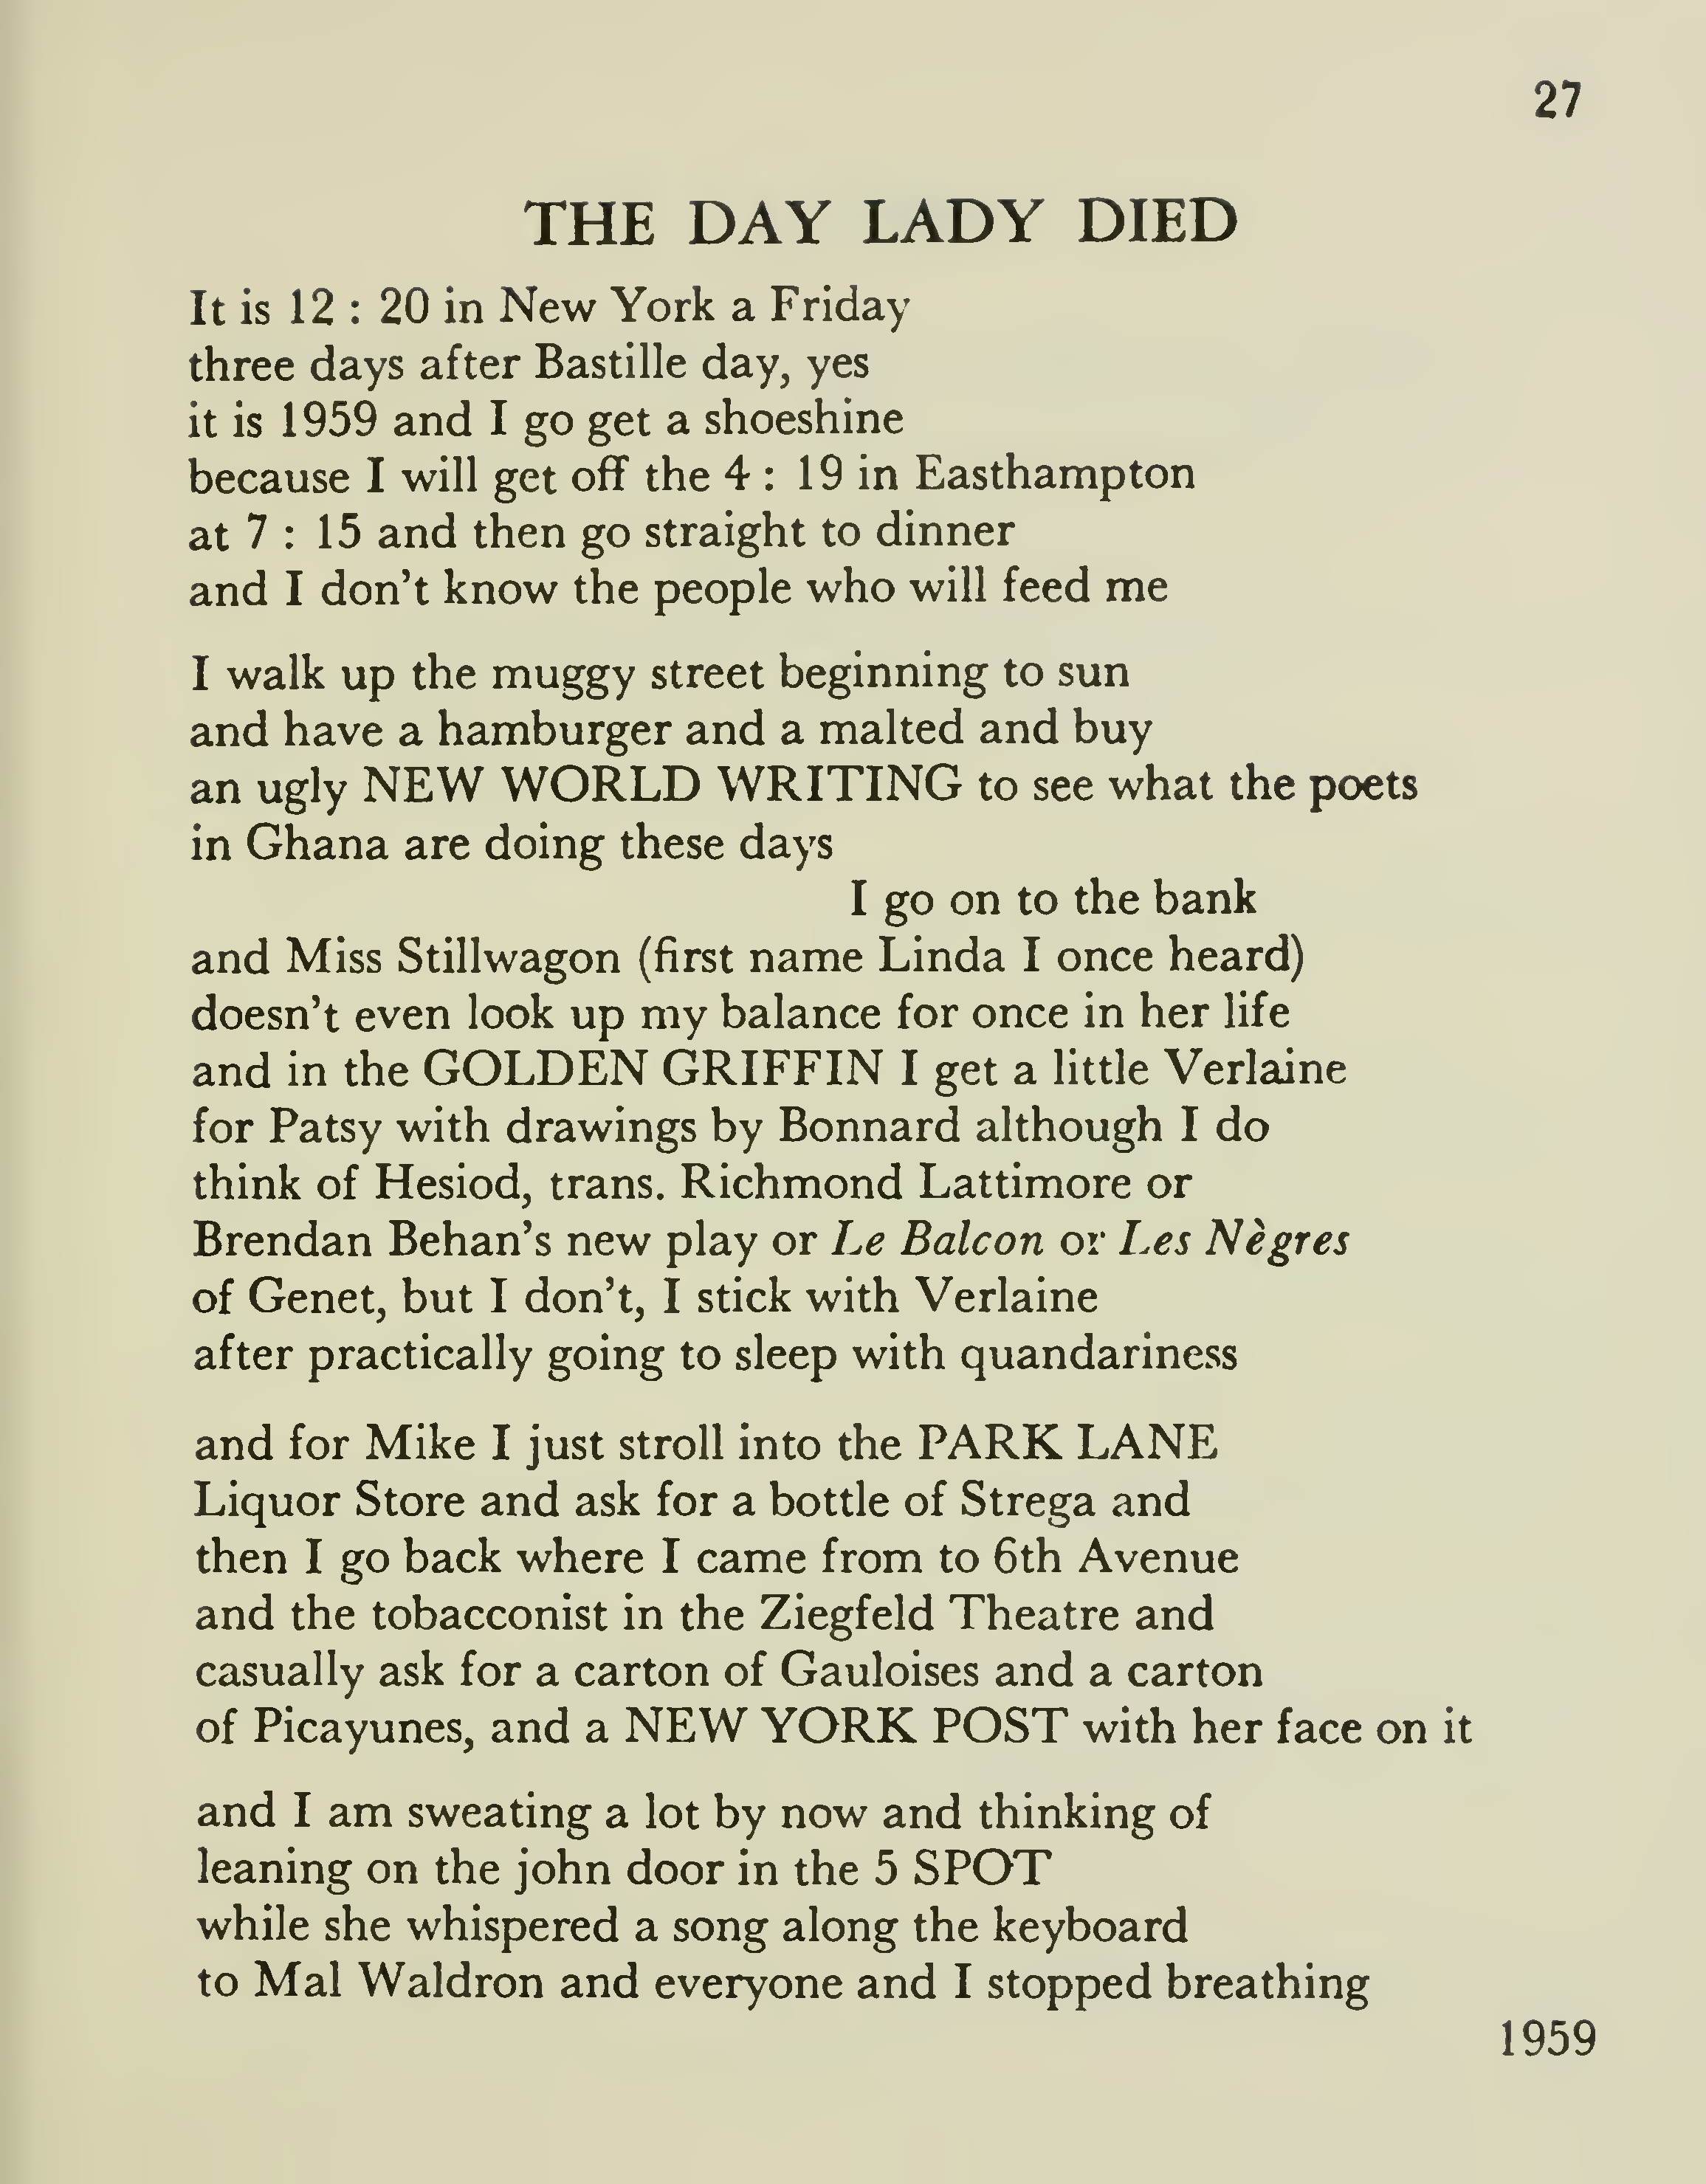 27
THE DAY LADY DIED
It is 12 : 20 in New York a Friday
three days after Bastille day, yes
it is 1959 and I go get a shoeshine
because I will get off the 4 : 19 in Easthampton
at 7 : 15 and then go straight to dinner
and I don't know the people who will feed me
I walk up the muggy street beginning to sun
and have a hamburger and a malted and buy
an ugly NEW WORLD WRITING to see what the poets
in Ghana are doing these days
I go on to the bank
and Miss Stillwagon (first name Linda I once heard)
doesn't even look up my balance for once in her life
and in the GOLDEN GRIFFIN I get a little Verlaine
for Patsy with drawings by Bonnard although I do
think of Hesiod, trans. Richmond Lattimore or
Brendan Behan's new play or Le Balcon or Les Nègres
of Genet, but I don't, I stick with Verlaine
after practically going to sleep with quandariness
and for Mike I just stroll into the PARK LANE
Liquor Store and ask for a bottle of Strega and
then I go back where I came from to 6th Avenue
and the tobacconist in the Ziegfeld Theatre and
casually ask for a carton of Gauloises and a carton
of Picayunes, and a NEW YORK POST with her face on it
and I am sweating a lot by now and thinking of
leaning on the john door in the 5 SPOT
while she whispered a song along the keyboard
to Mal Waldron and everyone and I stopped breathing
1959